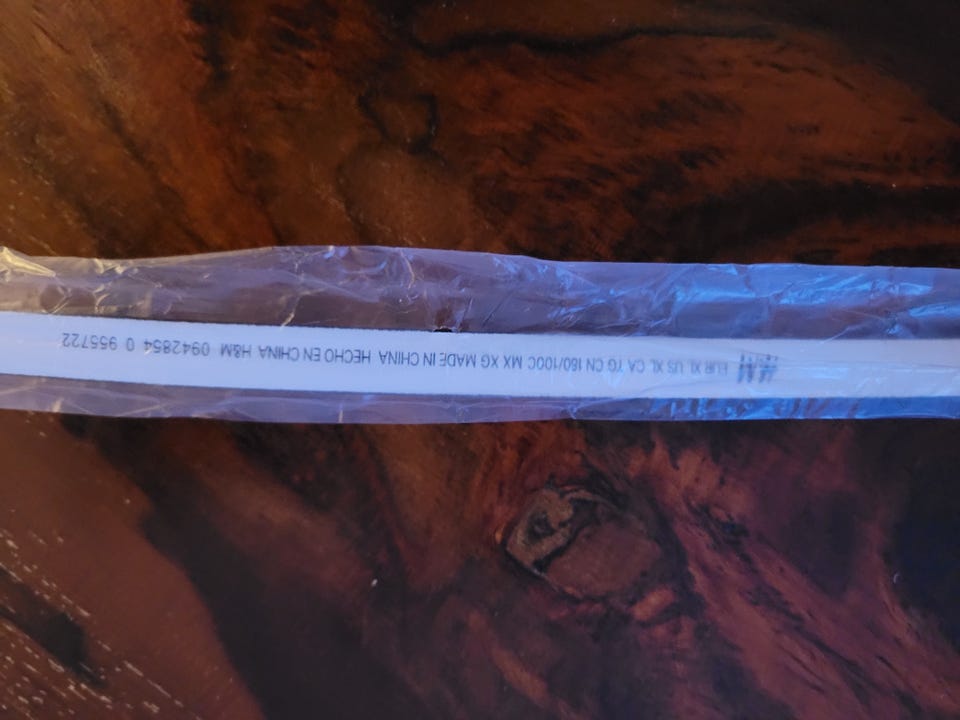 H&M EUR XL US XL CA TG CN 180/100C MX XG MADE IN CHINA HECHO EN CHINA H&M 0942854 0 955722